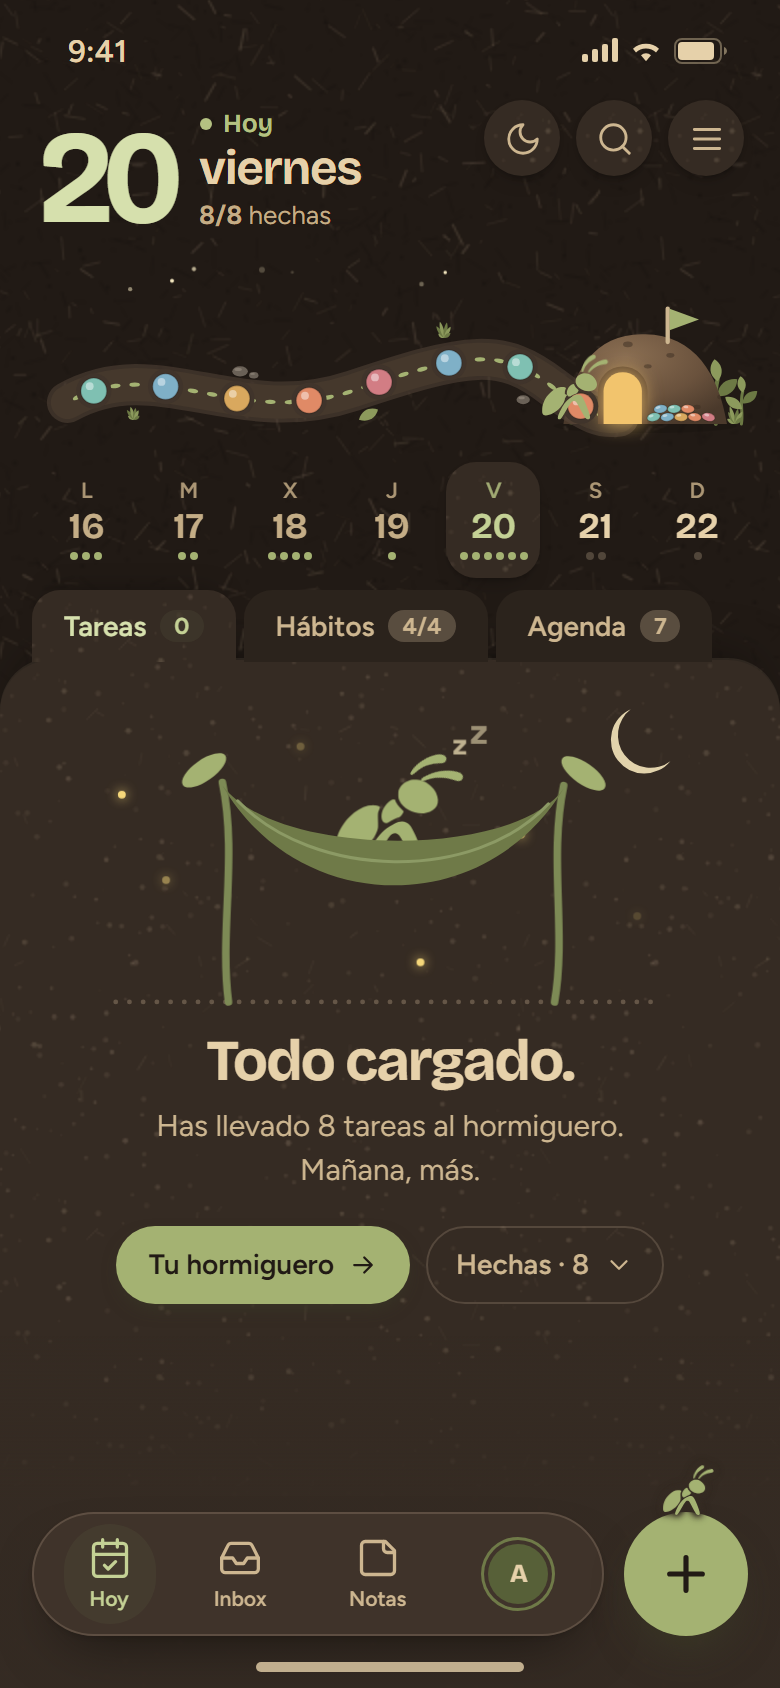 9:41
20
Hoy
viernes
8/8 hechas
L M X J V S D
16 17 18 19 20 21 22
Tareas 0 Hábitos 4/4 Agenda 7
z z
Todo cargado.
Has llevado 8 tareas al hormiguero.
Mañana, más.
Tu hormiguero → Hechas · 8
Hoy Inbox Notas A +